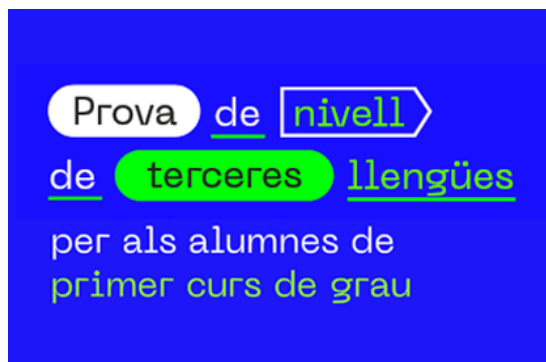 Prova de nivell
de terceres llengües
per als alumnes de
primer curs de grau